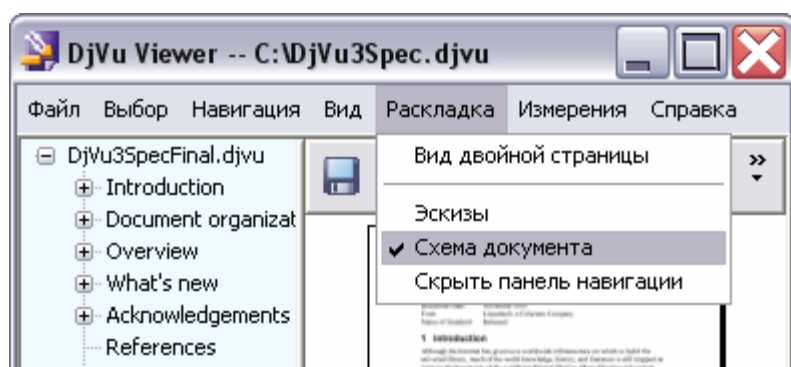 DjVu Viewer -- C:\DjVu3Spec.djvu
Файл Выбор Навигация Вид Раскладка Измерения Справка
DjVu3SpecFinal.djvu
Introduction
Document organizat
Overview
What's new
Acknowledgements
References
Вид двойной страницы
Эскизы
Схема документа
Скрыть панель навигации
1 Introduction